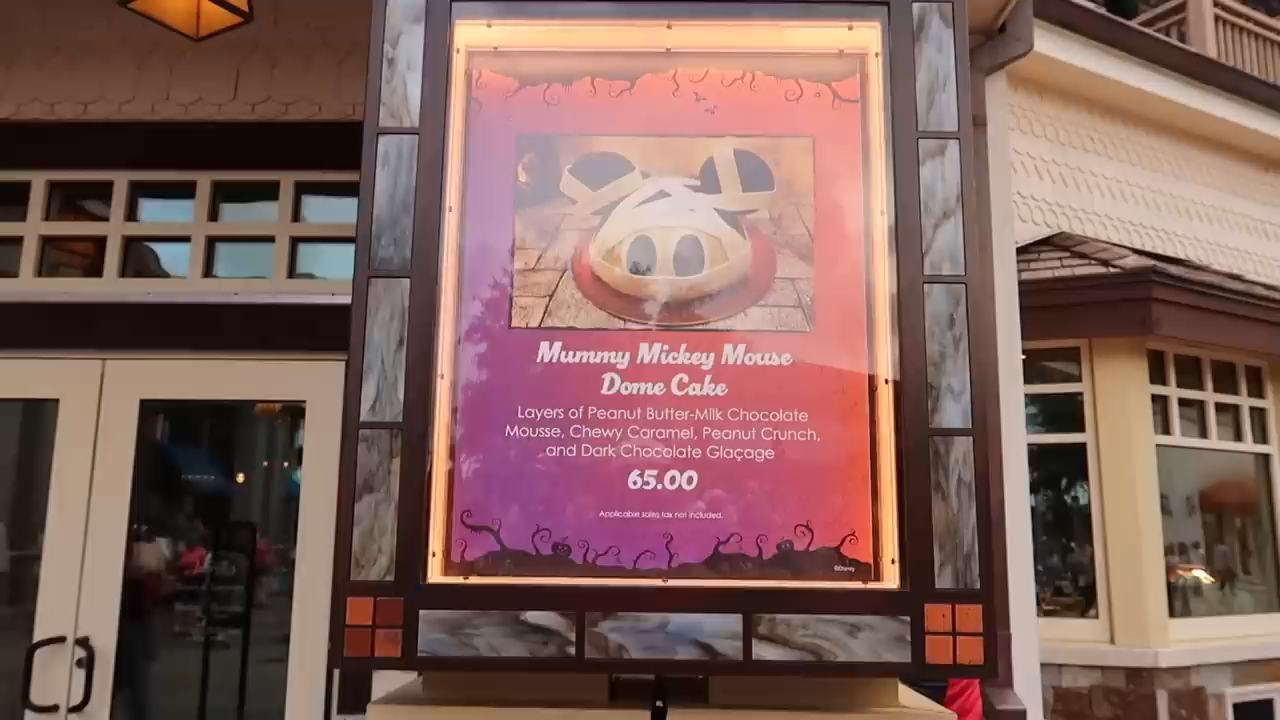 Mummy Mickey Mouse
Dome Cake
Layers of Peanut Butter-Milk Chocolate
Mousse, Chewy Caramel, Peanut Crunch,
and Dark Chocolate Glaçage
65.00
Applicable sales tax not included.
©Disney